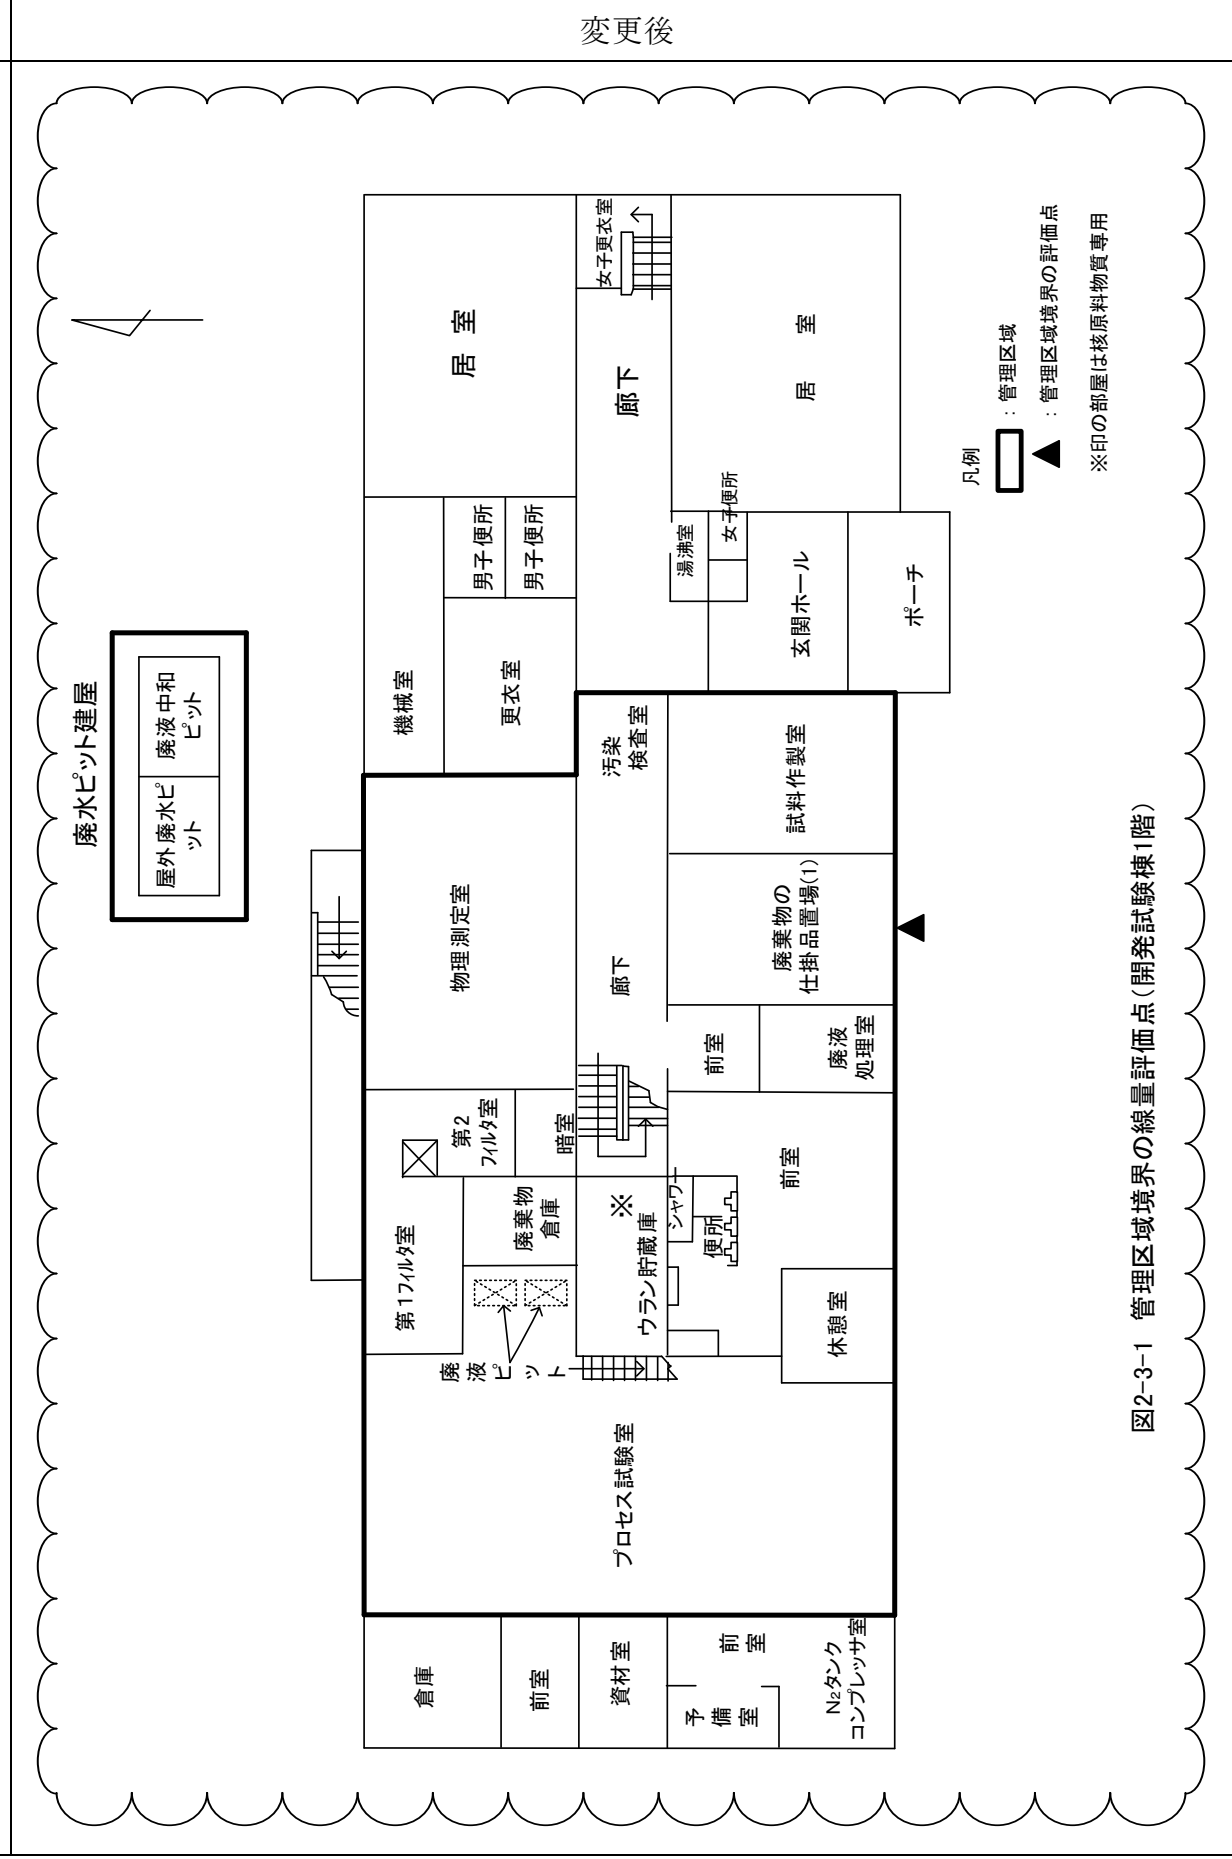 変更後
廃水ピット建屋
屋外廃水ピ
ット
廃液中和
ピット
倉庫
第1フィルタ室
第2
フィルタ室
物理測定室
機械室
男子便所
男子便所
更衣室
居室
前室
廃棄物
倉庫
暗室
廃液ピット
資材室
プロセス試験室
ウラン貯蔵庫
※
廊下
汚染
検査室
廊下
女子更衣室
予備室
前室
N₂タンク
コンプレッサ室
休憩室
便所
シャワー
前室
前室
廃液
処理室
廃棄物の
仕掛品置場(1)
試料作製室
湯沸室
女子便所
玄関ホール
ポーチ
居室
凡例
：管理区域
：管理区域境界の評価点
※印の部屋は核原料物質専用
図2-3-1 管理区域境界の線量評価点(開発試験棟1階)